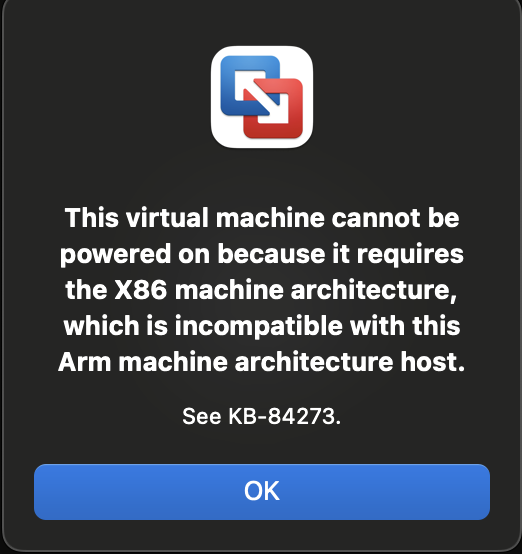 This virtual machine cannot be
powered on because it requires
the X86 machine architecture,
which is incompatible with this
Arm machine architecture host.
See KB-84273.
OK